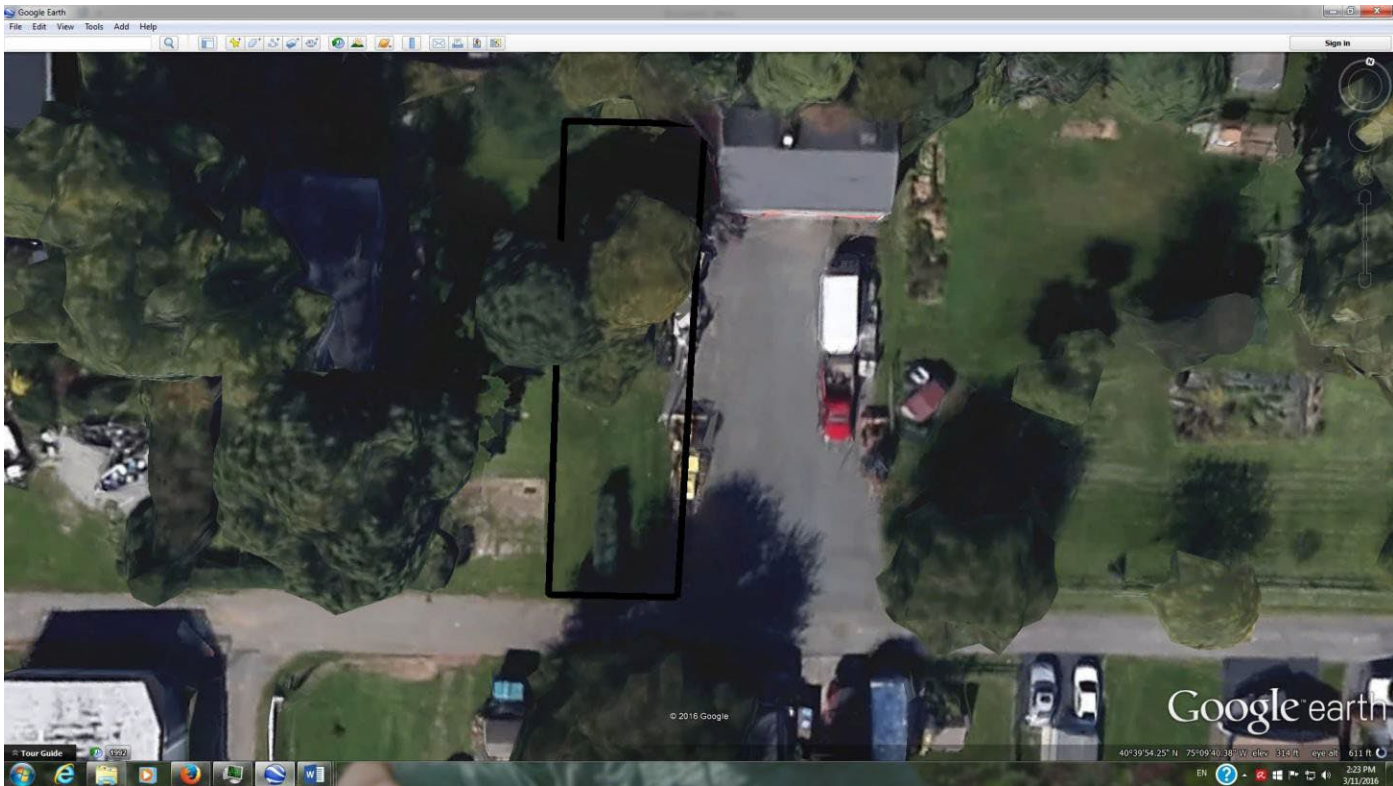 Google Earth
File Edit View Tools Add Help
Sign in
N
© 2016 Google
Google earth
Tour Guide 1992
40°39'54.25" N 75°09'40.38" W elev 314 ft eye alt 611 ft
EN
2:23 PM
3/11/2016